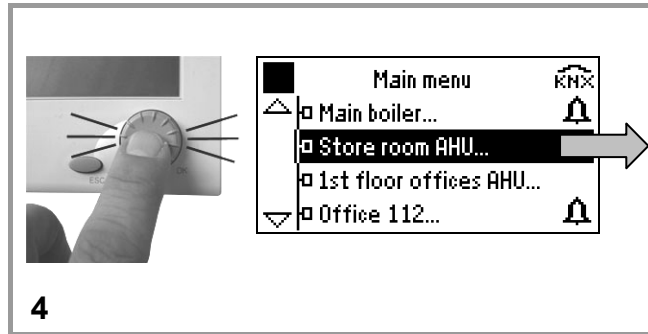 ESC
OK
Main menu
KNX
Main boiler...
Store room AHU...
1st floor offices AHU...
Office 112...
4